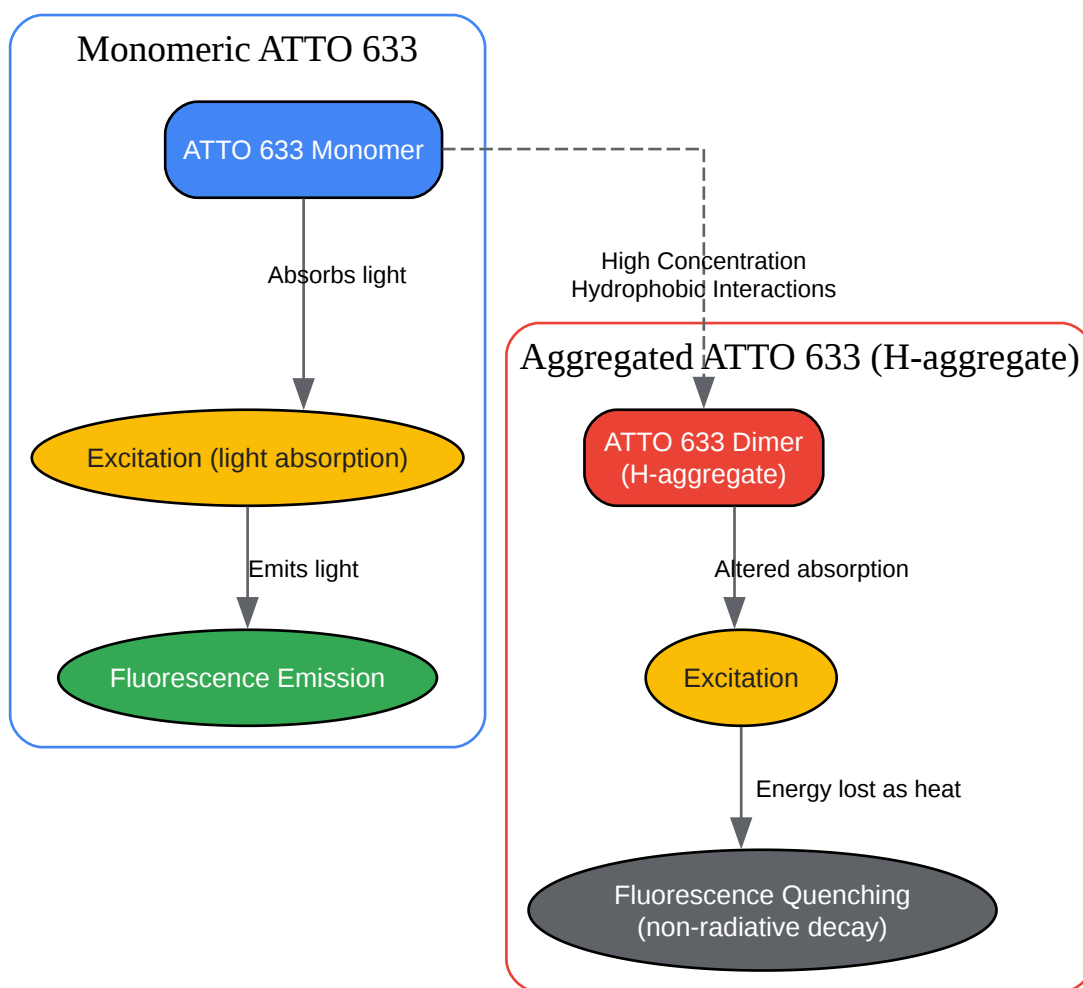 Monomeric ATTO 633
ATTO 633 Monomer
Absorbs light
High Concentration
Hydrophobic Interactions
Excitation (light absorption)
Emits light
Fluorescence Emission
Aggregated ATTO 633 (H-aggregate)
ATTO 633 Dimer
(H-aggregate)
Altered absorption
Excitation
Energy lost as heat
Fluorescence Quenching
(non-radiative decay)